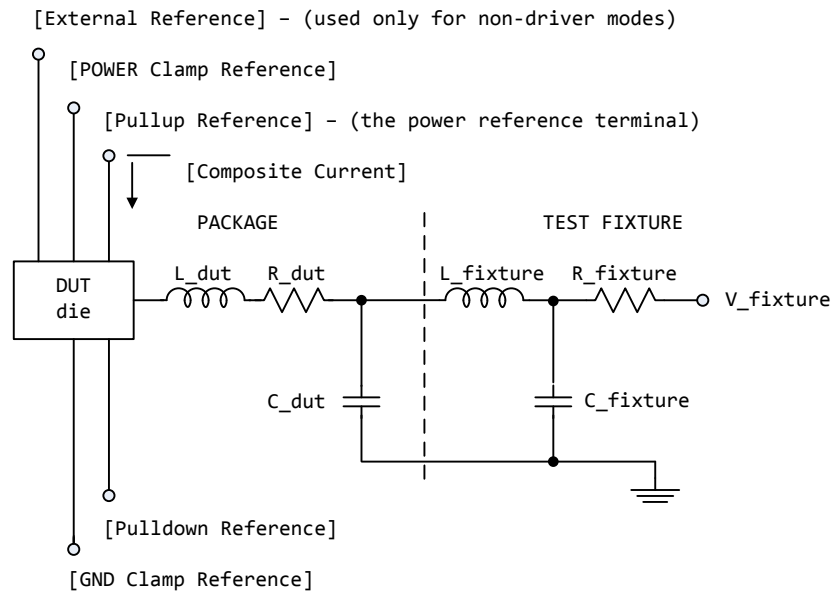 [External Reference] – (used only for non-driver modes)
[POWER Clamp Reference]
[Pullup Reference] – (the power reference terminal)
[Composite Current]
PACKAGE
TEST FIXTURE
DUT
die
L_dut
R_dut
L_fixture
R_fixture
V_fixture
C_dut
C_fixture
[Pulldown Reference]
[GND Clamp Reference]